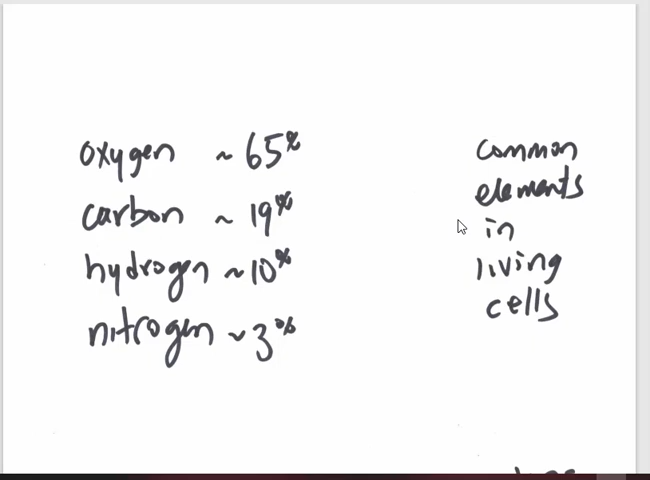 oxygen ~ 65%
carbon ~ 19%
hydrogen ~ 10%
nitrogen ~ 3%
common
elements
in
living
cells